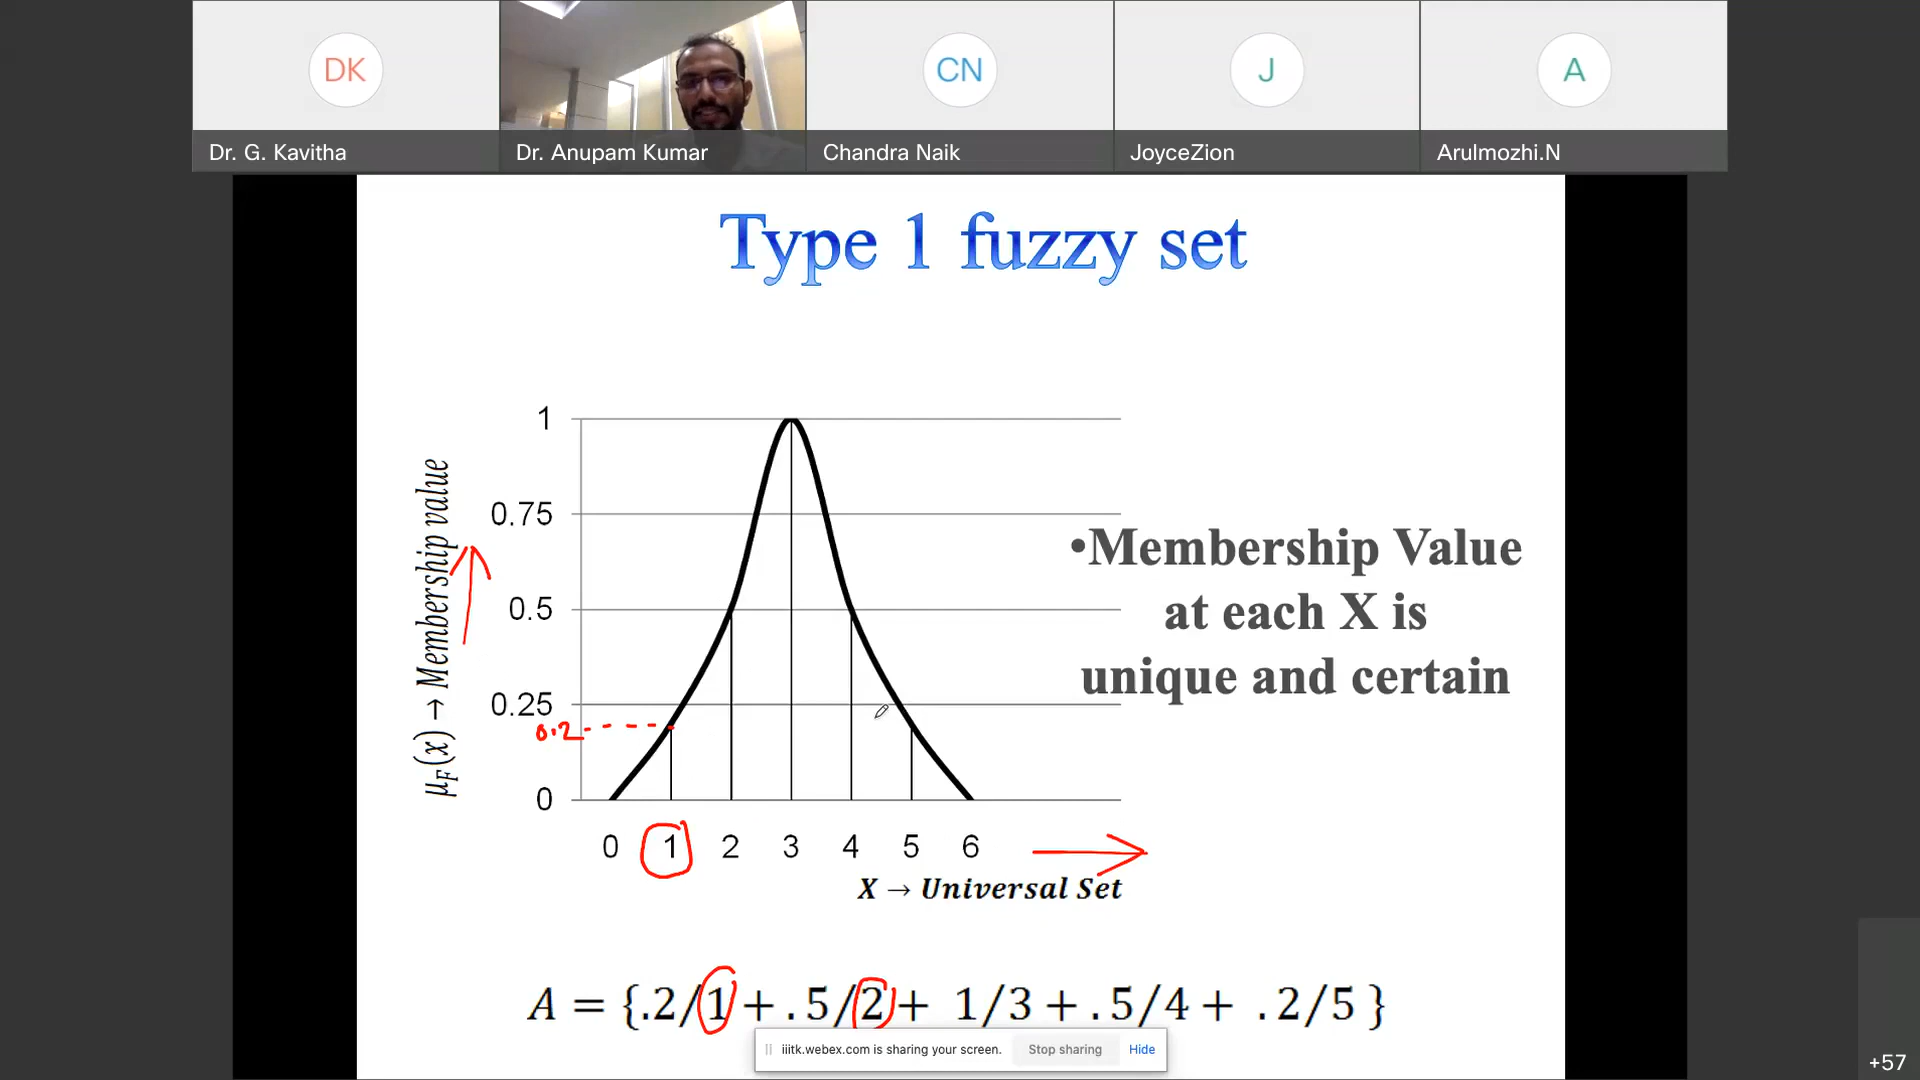 DK
CN
J
A
Dr. G. Kavitha
Dr. Anupam Kumar
Chandra Naik
JoyceZion
Arulmozhi.N
Type 1 fuzzy set
μF(x) → Membership value
1
0.75
0.5
0.25
0.2
0
0 1 2 3 4 5 6
X → Universal Set
•Membership Value
at each X is
unique and certain
A = {.2/1 + .5/2 + 1/3 + .5/4 + .2/5 }
iiitk.webex.com is sharing your screen.
Stop sharing
Hide
+57